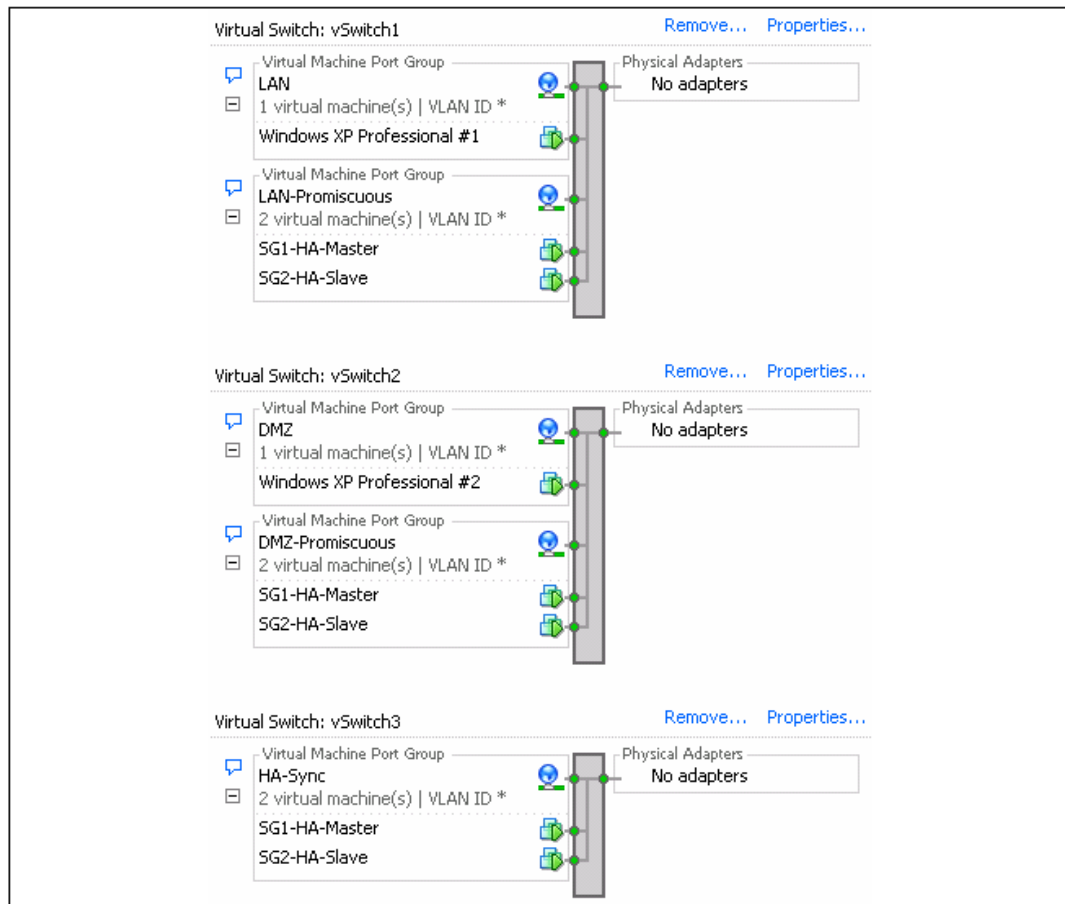 Virtual Switch: vSwitch1 Remove... Properties...
Virtual Machine Port Group Physical Adapters
LAN No adapters
1 virtual machine(s) | VLAN ID *
Windows XP Professional #1
Virtual Machine Port Group
LAN-Promiscuous
2 virtual machine(s) | VLAN ID *
SG1-HA-Master
SG2-HA-Slave
Virtual Switch: vSwitch2 Remove... Properties...
Virtual Machine Port Group Physical Adapters
DMZ No adapters
1 virtual machine(s) | VLAN ID *
Windows XP Professional #2
Virtual Machine Port Group
DMZ-Promiscuous
2 virtual machine(s) | VLAN ID *
SG1-HA-Master
SG2-HA-Slave
Virtual Switch: vSwitch3 Remove... Properties...
Virtual Machine Port Group Physical Adapters
HA-Sync No adapters
2 virtual machine(s) | VLAN ID *
SG1-HA-Master
SG2-HA-Slave